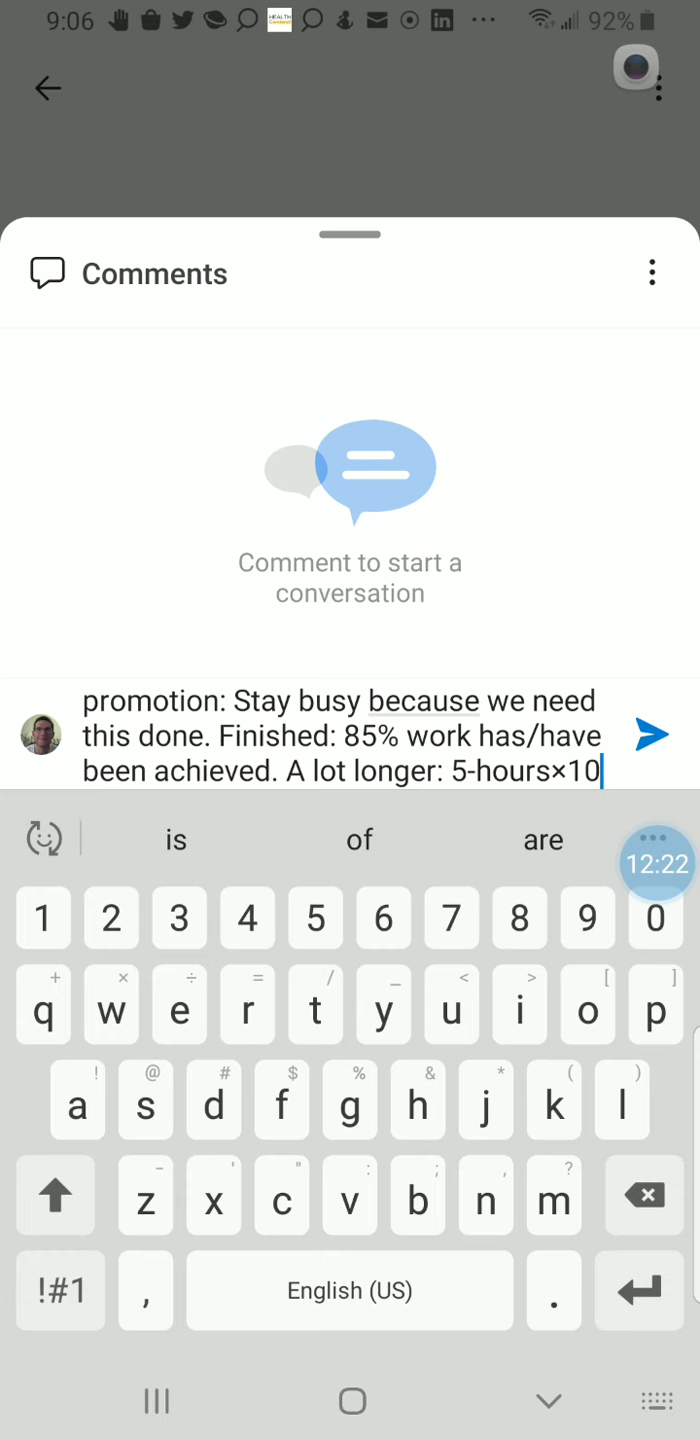 9:06
HEALTH
92%
Comments
Comment to start a
conversation
promotion: Stay busy because we need
this done. Finished: 85% work has/have
been achieved. A lot longer: 5-hours×10
is of are
12:22
1 2 3 4 5 6 7 8 9 0
+ × ÷ = / _ < > [ ]
q w e r t y u i o p
! @ # $ % & * ( )
a s d f g h j k l
- ' " : ; , ?
z x c v b n m
!#1 , English (US) .